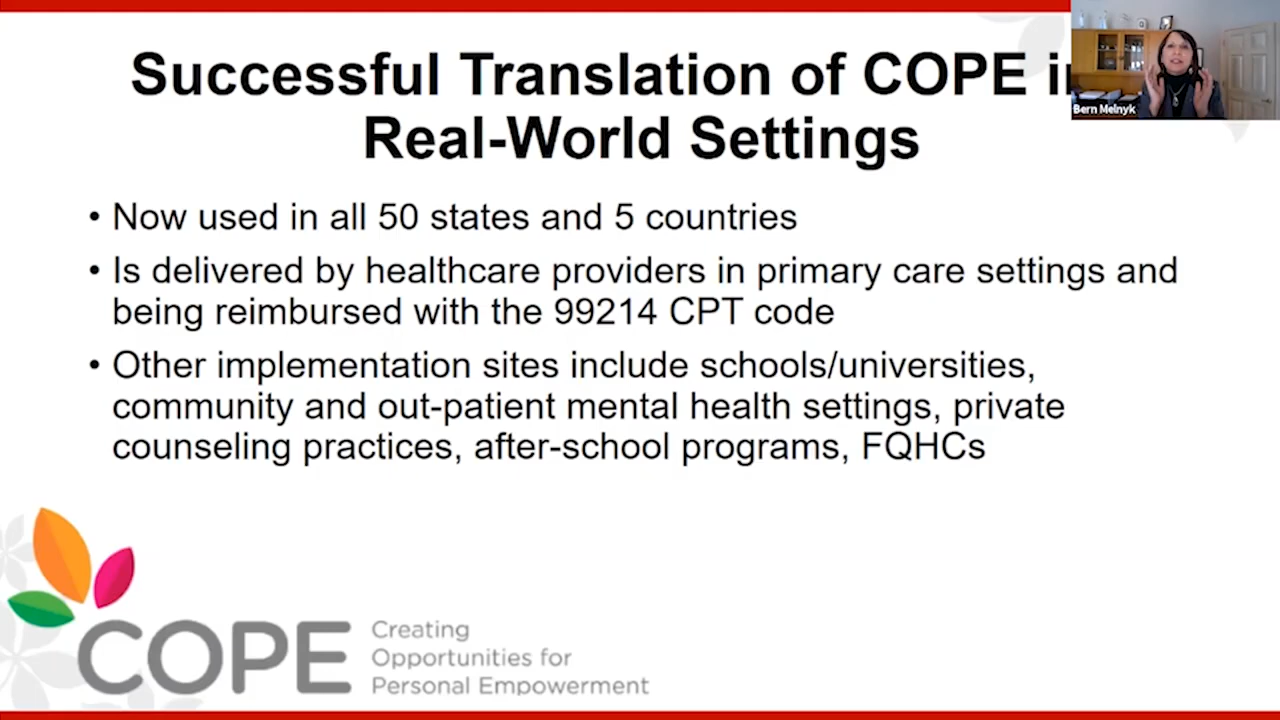 Successful Translation of COPE
Real-World Settings
Bern Melnyk
• Now used in all 50 states and 5 countries
• Is delivered by healthcare providers in primary care settings and
being reimbursed with the 99214 CPT code
• Other implementation sites include schools/universities,
community and out-patient mental health settings, private
counseling practices, after-school programs, FQHCs
COPE
Creating
Opportunities for
Personal Empowerment